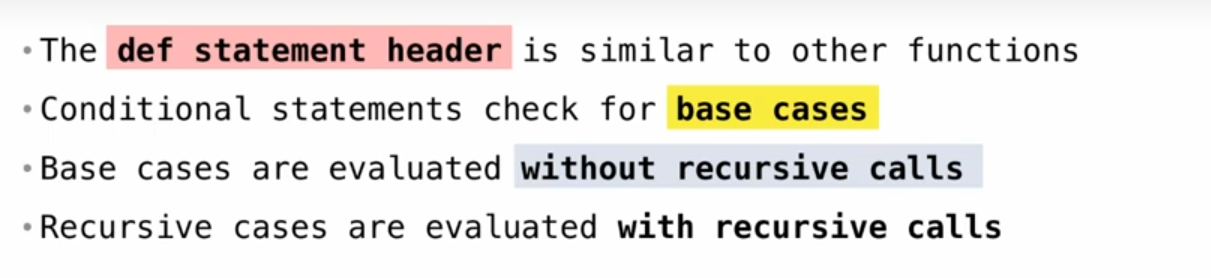 • The def statement header is similar to other functions
• Conditional statements check for base cases
• Base cases are evaluated without recursive calls
• Recursive cases are evaluated with recursive calls